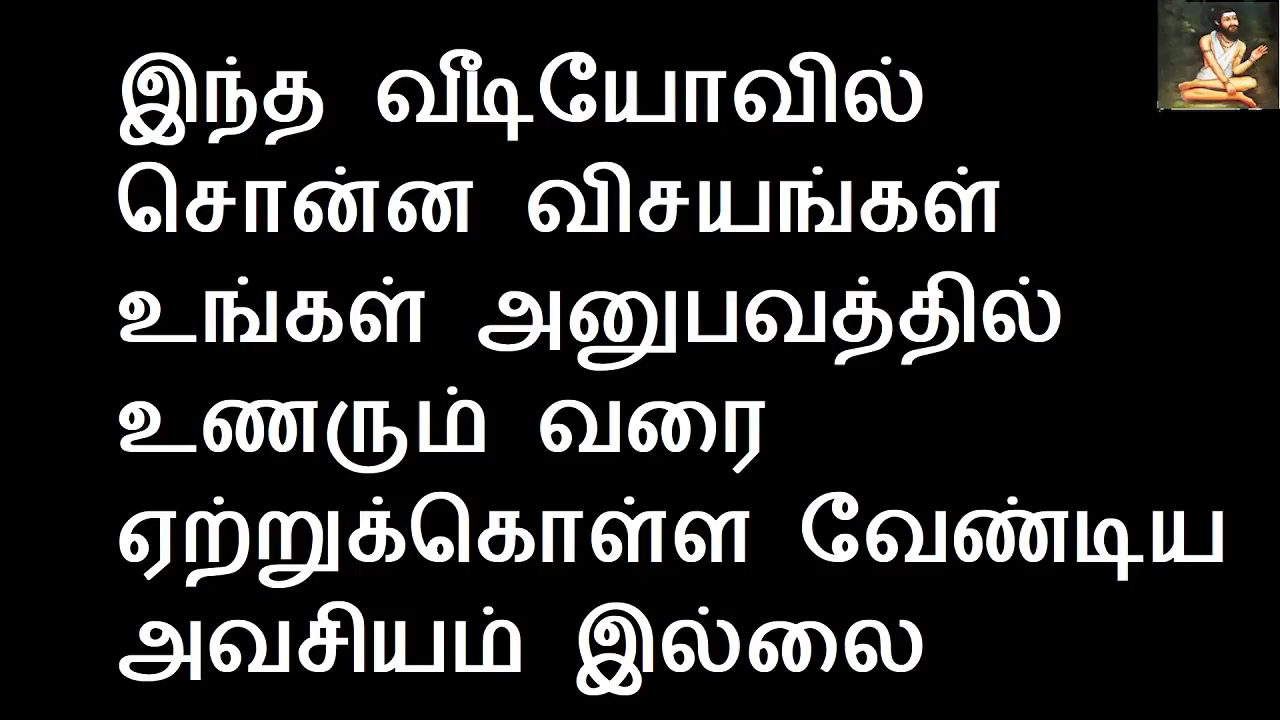 இந்த வீடியோவில்
சொன்ன விசயங்கள்
உங்கள் அனுபவத்தில்
உணரும் வரை
ஏற்றுக்கொள்ள வேண்டிய
அவசியம் இல்லை